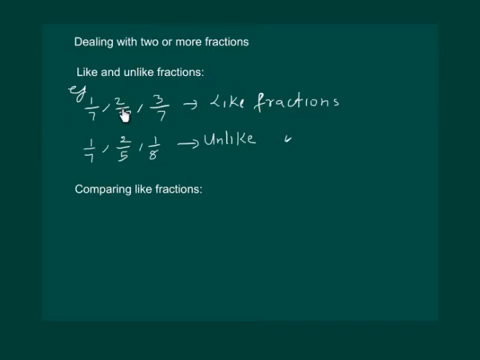 Dealing with two or more fractions
Like and unlike fractions:
eg 1/7, 2/7, 3/7 → Like fractions
1/7, 2/5, 1/8 → Unlike
Comparing like fractions: